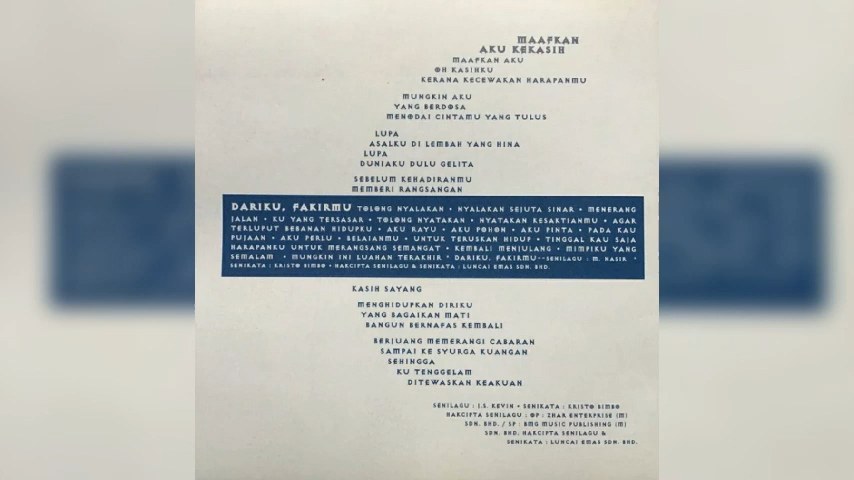 MAAFKAN
AKU KEKASIH
MAAFKAN AKU
OH KASIHKU
KERANA KECEWAKAN HARAPANMU
MUNGKIN AKU
YANG BERDOSA
MENODAI CINTAMU YANG TULUS
LUPA
ASALKU DI LEMBAH YANG HINA
LUPA
DUNIAKU DULU GELITA
SEBELUM KEHADIRANMU
MEMBERI RANGSANGAN
DARIKU, FAKIRMU TOLONG NYALAKAN • NYALAKAN SEJUTA SINAR • MENERANG
JALAN • KU YANG TERSASAR • TOLONG NYATAKAN • NYATAKAN KESAKTIANMU • AGAR
TERLUPUT BEBANAN HIDUPKU • AKU RAYU • AKU POHON • AKU PINTA • PADA KAU
PUJAAN • AKU PERLU • BELAIANMU • UNTUK TERUSKAN HIDUP • TINGGAL KAU SAJA
HARAPANKU UNTUK MERANGSANG SEMANGAT • KEMBALI MENJULANG • MIMPIKU YANG
SEMALAM • MUNGKIN INI LUAHAN TERAKHIR * DARIKU, FAKIRMU--SENILAGU : M. NASIR *
SENIKATA : KRISTO BIMBO • HAKCIPTA SENILAGU & SENIKATA : LUNCAI EMAS SDN. BHD.
KASIH SAYANG
MENGHIDUPKAN DIRIKU
YANG BAGAIKAN MATI
BANGUN BERNAFAS KEMBALI
BERJUANG MEMERANGI CABARAN
SAMPAI KE SYURGA KUANGAN
SEHINGGA
KU TENGGELAM
DITEWASKAN KEAKUAN
SENILAGU : J.S. KEVIN • SENIKATA : KRISTO BIMBO
HAKCIPTA SENILAGU : OP : ZHAR ENTERPRISE (M)
SDN. BHD. / SP : BMG MUSIC PUBLISHING (M)
SDN. BHD. HAKCIPTA SENILAGU &
SENIKATA : LUNCAI EMAS SDN. BHD.